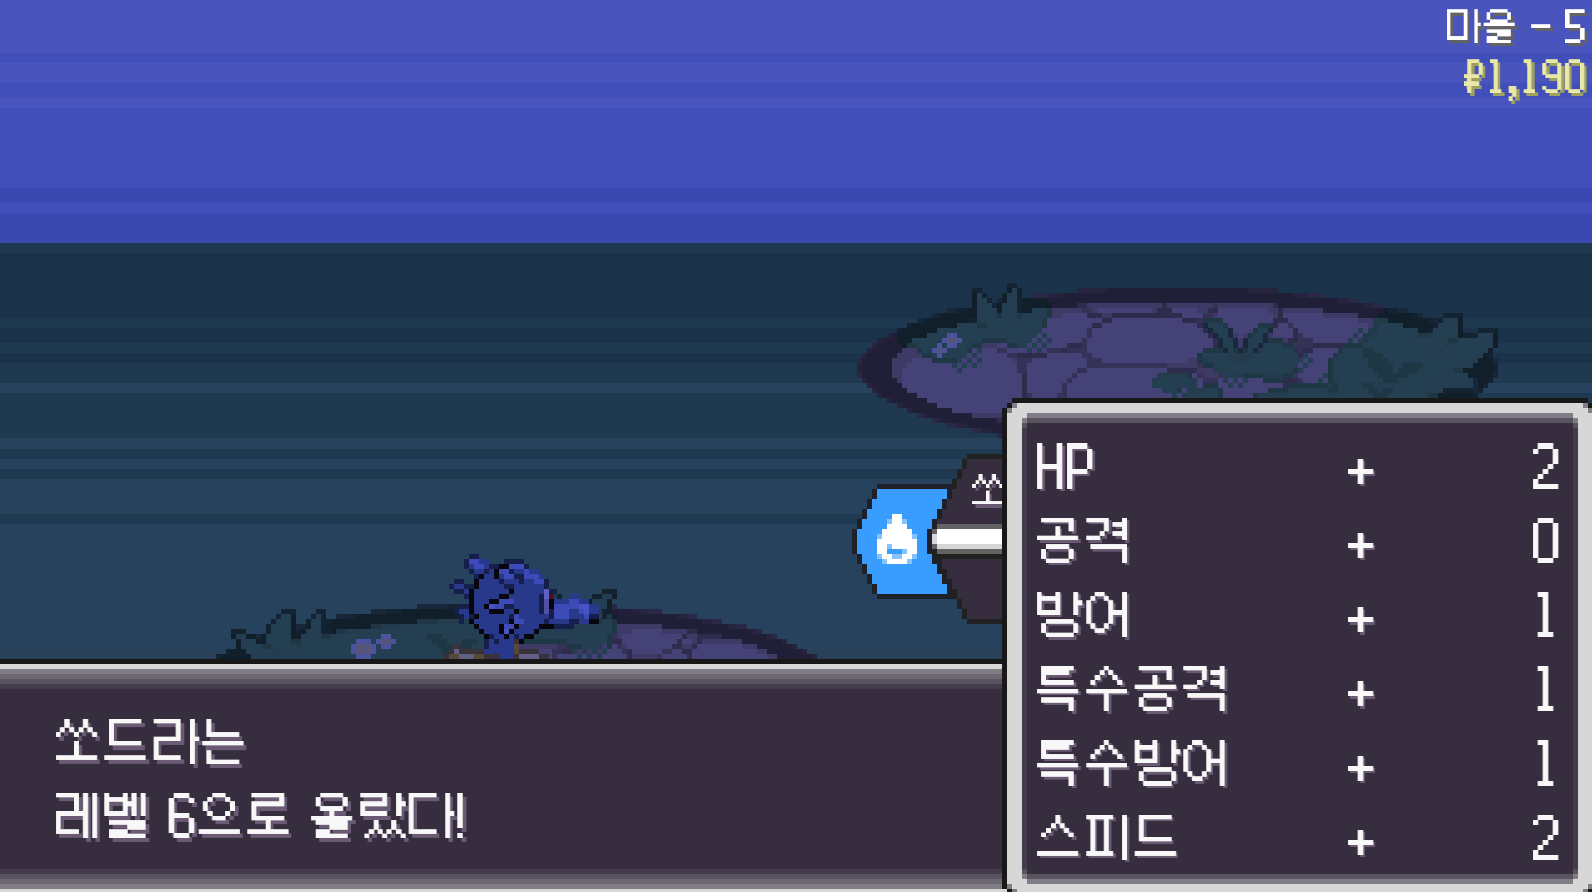 마을 - 5
₽1,190
쏘
HP + 2
공격 + 0
방어 + 1
특수공격 + 1
특수방어 + 1
스피드 + 2
쏘드라는
레벨 6으로 올랐다!